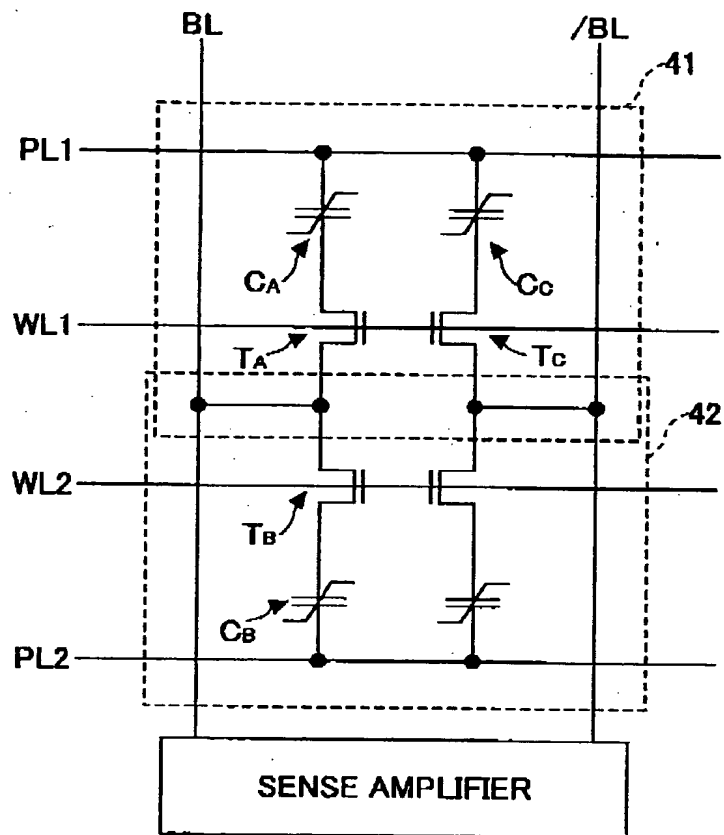 BL /BL
41
PL1
CA CC
WL1
TA TC
42
WL2
TB
CB
PL2
SENSE AMPLIFIER